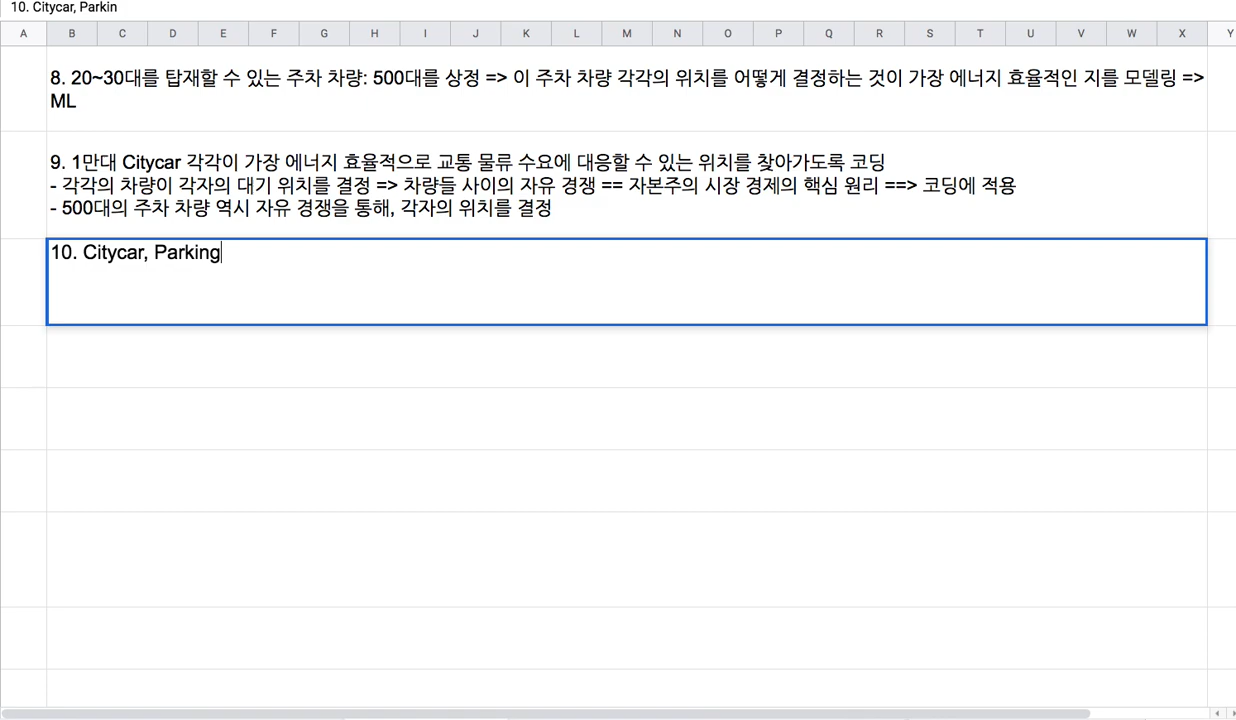 10. Citycar, Parkin
A B C D E F G H I J K L M N O P Q R S T U V W X Y
8. 20~30대를 탑재할 수 있는 주차 차량: 500대를 상정 => 이 주차 차량 각각의 위치를 어떻게 결정하는 것이 가장 에너지 효율적인 지를 모델링 =>
ML
9. 1만대 Citycar 각각이 가장 에너지 효율적으로 교통 물류 수요에 대응할 수 있는 위치를 찾아가도록 코딩
- 각각의 차량이 각자의 대기 위치를 결정 => 차량들 사이의 자유 경쟁 == 자본주의 시장 경제의 핵심 원리 ==> 코딩에 적용
- 500대의 주차 차량 역시 자유 경쟁을 통해, 각자의 위치를 결정
10. Citycar, Parking